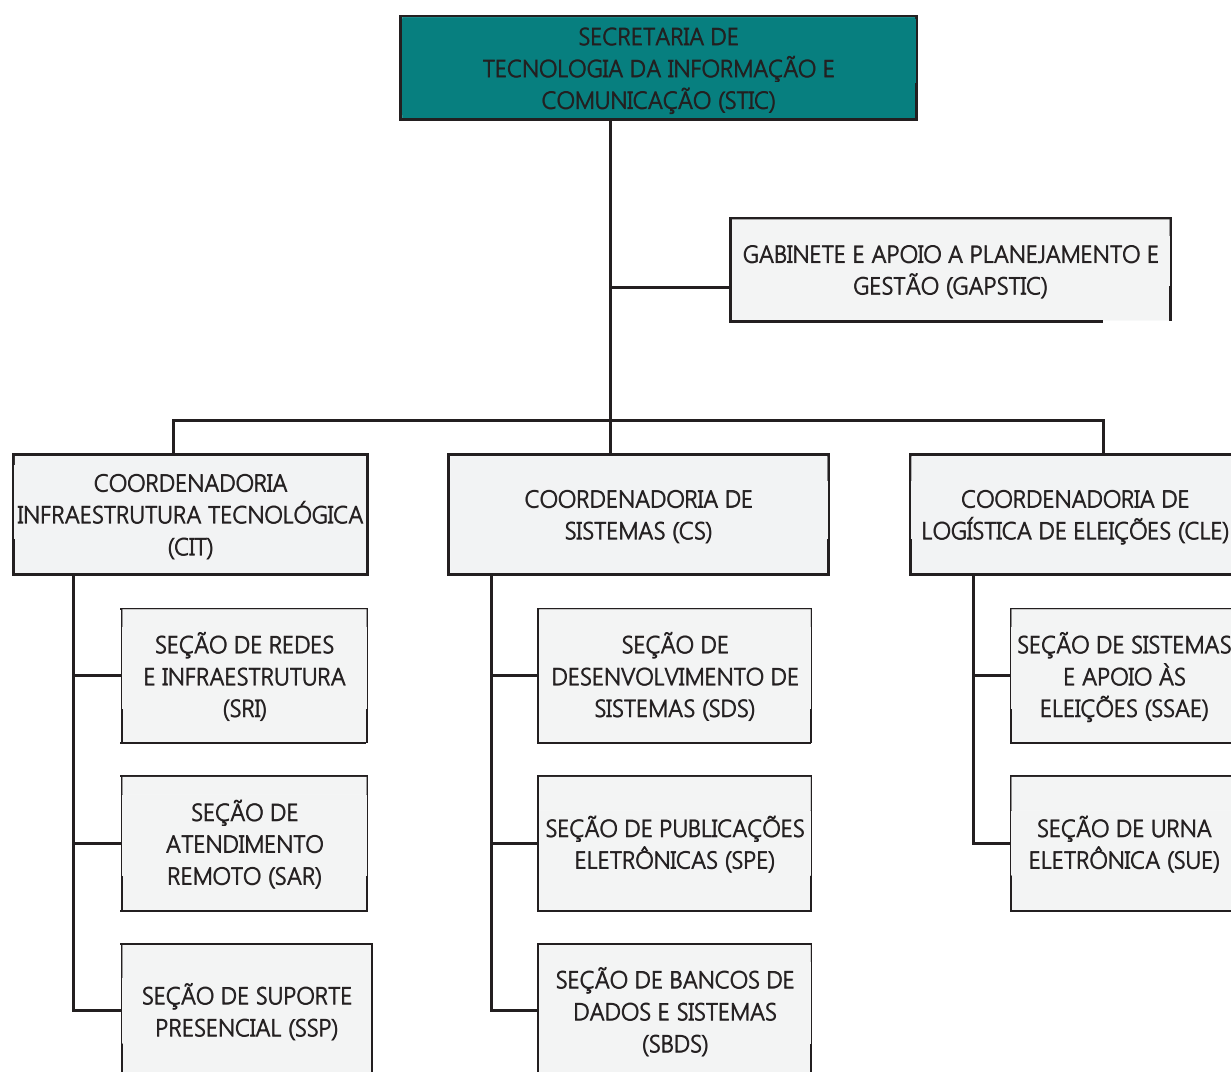 SECRETARIA DE
TECNOLOGIA DA INFORMAÇÃO E
COMUNICAÇÃO (STIC)
GABINETE E APOIO A PLANEJAMENTO E
GESTÃO (GAPSTIC)
COORDENADORIA
INFRAESTRUTURA TECNOLÓGICA
(CIT)
SEÇÃO DE REDES
E INFRAESTRUTURA
(SRI)
SEÇÃO DE
ATENDIMENTO
REMOTO (SAR)
SEÇÃO DE SUPORTE
PRESENCIAL (SSP)
COORDENADORIA DE
SISTEMAS (CS)
SEÇÃO DE
DESENVOLVIMENTO DE
SISTEMAS (SDS)
SEÇÃO DE PUBLICAÇÕES
ELETRÔNICAS (SPE)
SEÇÃO DE BANCOS DE
DADOS E SISTEMAS
(SBDS)
COORDENADORIA DE
LOGÍSTICA DE ELEIÇÕES (CLE)
SEÇÃO DE SISTEMAS
E APOIO ÀS
ELEIÇÕES (SSAE)
SEÇÃO DE URNA
ELETRÔNICA (SUE)